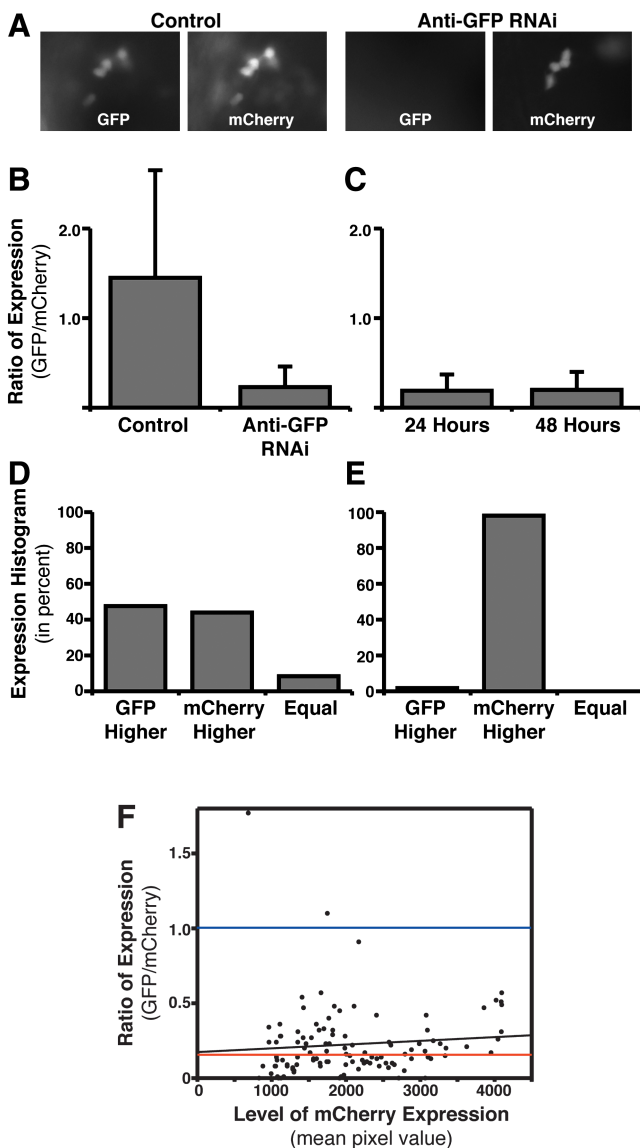 A
Control
Anti-GFP RNAi
GFP
mCherry
GFP
mCherry
B
Ratio of Expression
(GFP/mCherry)
2.0
1.0
Control
Anti-GFP
RNAi
C
2.0
1.0
24 Hours
48 Hours
D
Expression Histogram
(in percent)
100
80
60
40
20
0
GFP
Higher
mCherry
Higher
Equal
E
100
80
60
40
20
0
GFP
Higher
mCherry
Higher
Equal
F
Ratio of Expression
(GFP/mCherry)
1.5
1.0
0.5
0
0
1000
2000
3000
4000
Level of mCherry Expression
(mean pixel value)